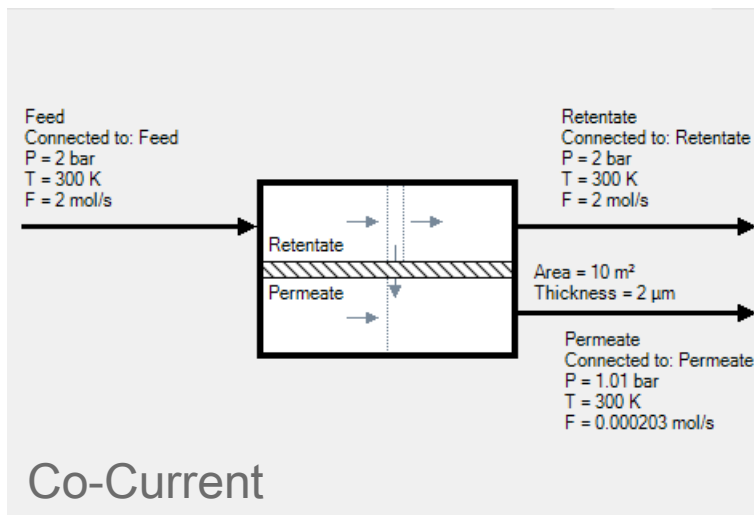 Feed
Connected to: Feed
P = 2 bar
T = 300 K
F = 2 mol/s
Retentate
Connected to: Retentate
P = 2 bar
T = 300 K
F = 2 mol/s
Retentate
Permeate
Area = 10 m²
Thickness = 2 µm
Permeate
Connected to: Permeate
P = 1.01 bar
T = 300 K
F = 0.000203 mol/s
Co-Current